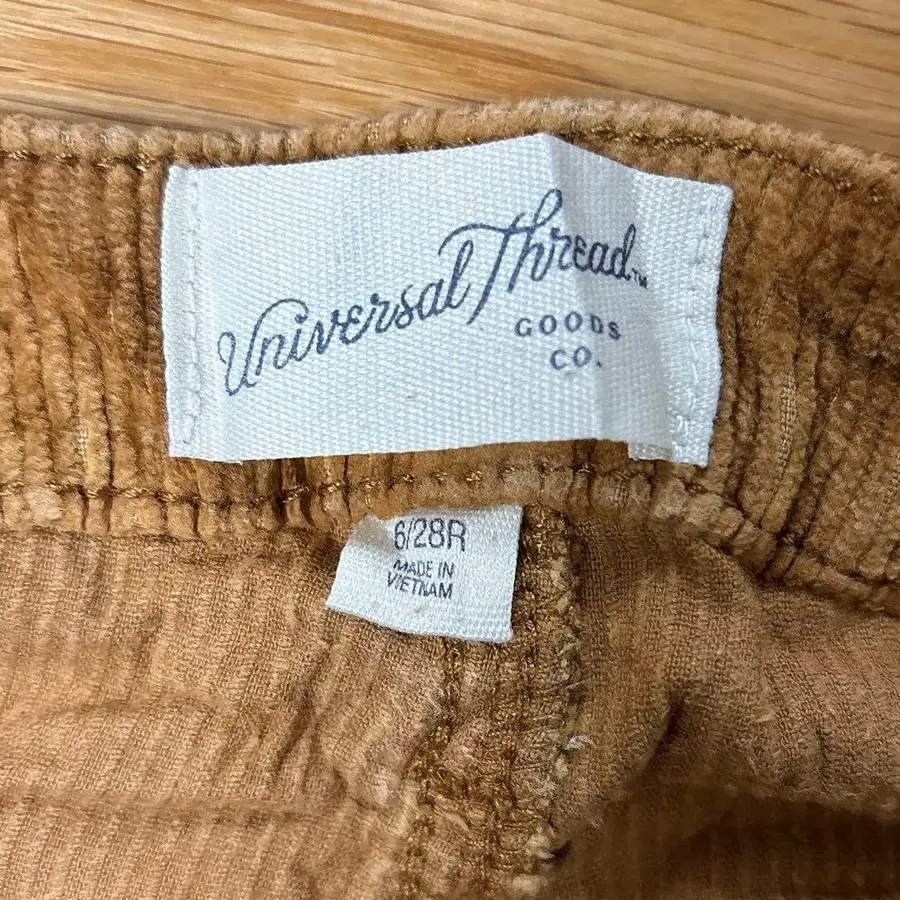 Universal Thread™
GOODS
CO.
6/28R
MADE IN
VIETNAM